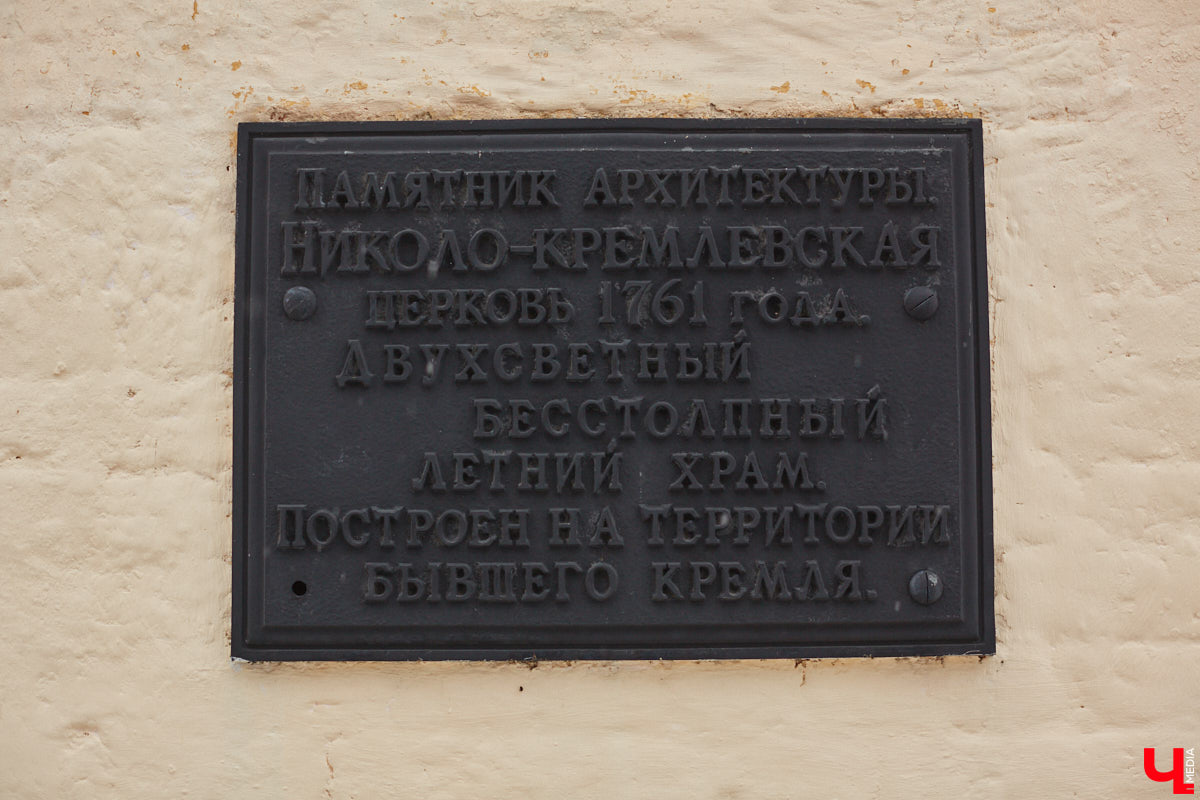 ПАМЯТНИК АРХИТЕКТУРЫ.
НИКОЛО-КРЕМЛЕВСКАЯ
ЦЕРКОВЬ 1761 ГОДА.
ДВУХСВЕТНЫЙ
БЕССТОЛПНЫЙ
ЛЕТНИЙ ХРАМ.
ПОСТРОЕН НА ТЕРРИТОРИИ
БЫВШЕГО КРЕМЛЯ.
Ч MEDIA